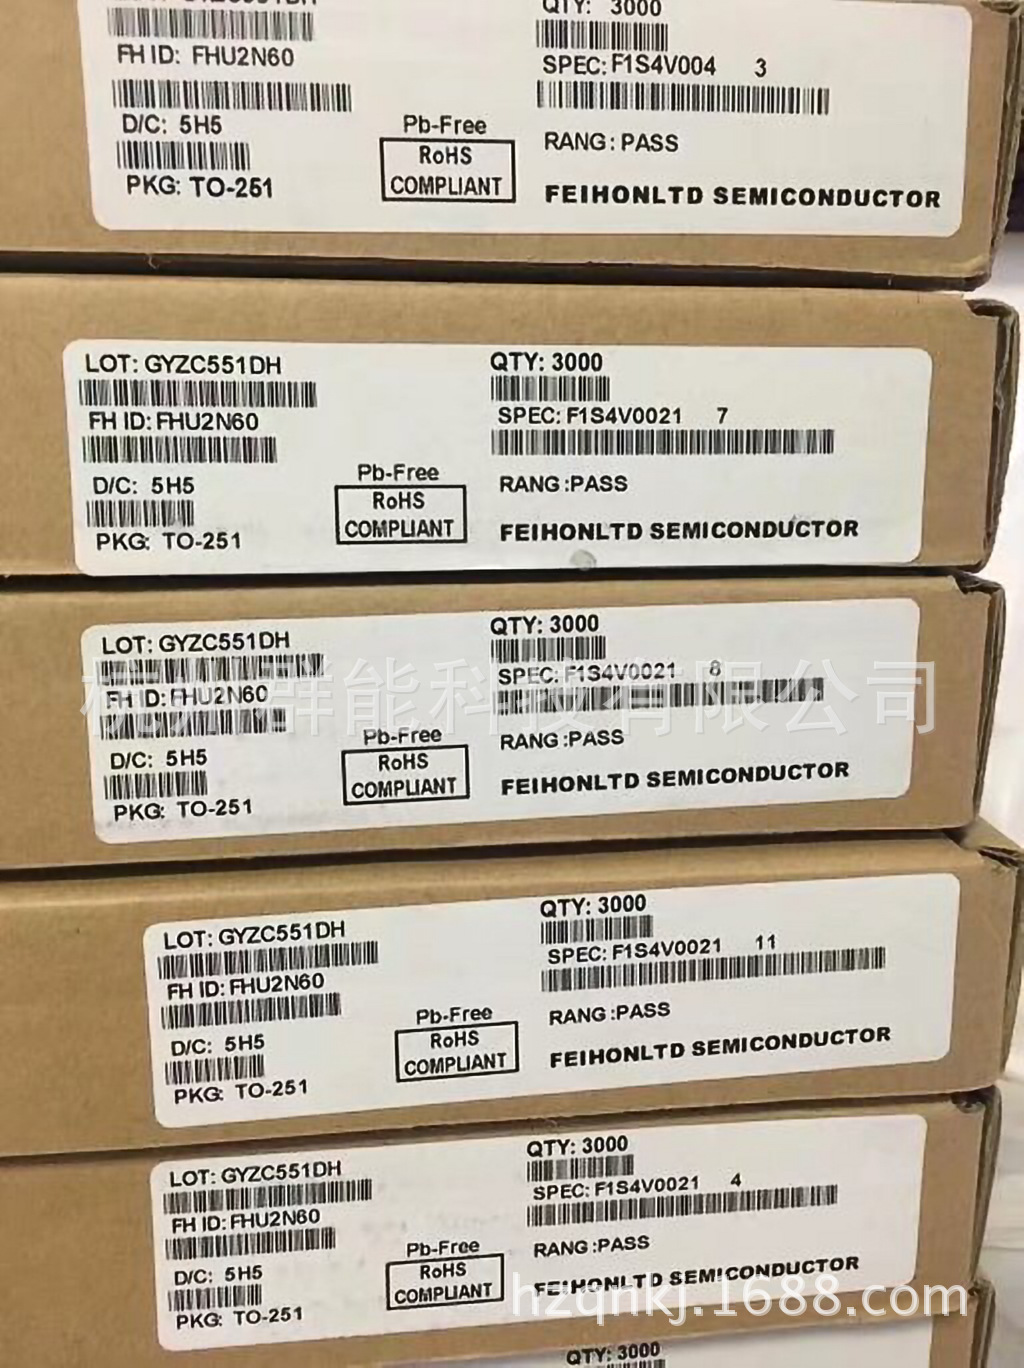 QTY: 3000
FH ID: FHU2N60
SPEC: F1S4V004 3
D/C: 5H5
Pb-Free
RoHS
COMPLIANT
RANG: PASS
PKG: TO-251
FEIHONLTD SEMICONDUCTOR
LOT: GYZC551DH
QTY: 3000
FH ID: FHU2N60
SPEC: F1S4V0021 7
D/C: 5H5
Pb-Free
RoHS
COMPLIANT
RANG :PASS
PKG: TO-251
FEIHONLTD SEMICONDUCTOR
LOT: GYZC551DH
QTY: 3000
FH ID: FHU2N60
SPEC: F1S4V0021 8
杭州群能科技有限公司
D/C: 5H5
Pb-Free
RoHS
COMPLIANT
RANG :PASS
PKG: TO-251
FEIHONLTD SEMICONDUCTOR
LOT: GYZC551DH
QTY: 3000
FH ID: FHU2N60
SPEC: F1S4V0021 11
D/C: 5H5
Pb-Free
RoHS
COMPLIANT
RANG :PASS
PKG: TO-251
FEIHONLTD SEMICONDUCTOR
LOT: GYZC551DH
QTY: 3000
FH ID: FHU2N60
SPEC: F1S4V0021 4
D/C: 5H5
Pb-Free
RoHS
COMPLIANT
RANG :PASS
PKG: TO-251
FEIHONLTD SEMICONDUCTOR
hzqnkj.1688.com
QTY: 3000